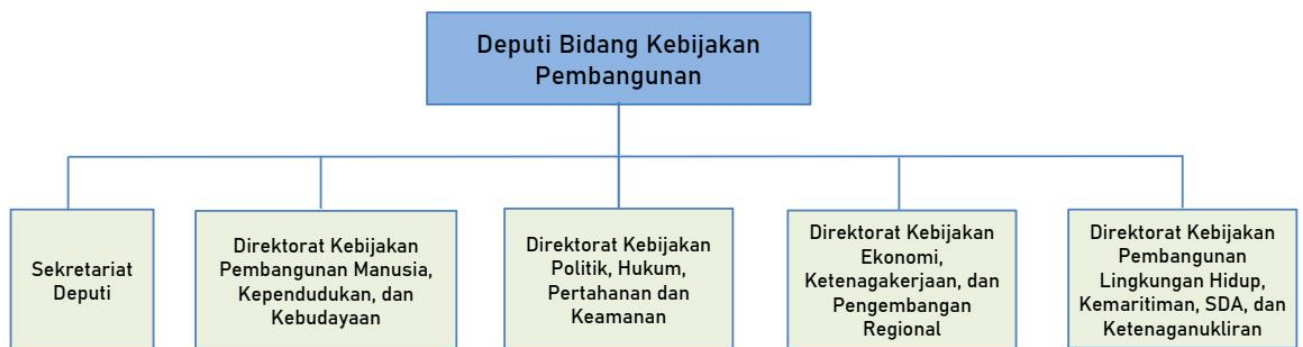 Deputi Bidang Kebijakan
Pembangunan
Sekretariat
Deputi
Direktorat Kebijakan
Pembangunan Manusia,
Kependudukan, dan
Kebudayaan
Direktorat Kebijakan
Politik, Hukum,
Pertahanan dan
Keamanan
Direktorat Kebijakan
Ekonomi,
Ketenagakerjaan, dan
Pengembangan
Regional
Direktorat Kebijakan
Pembangunan
Lingkungan Hidup,
Kemaritiman, SDA, dan
Ketenaganukliran